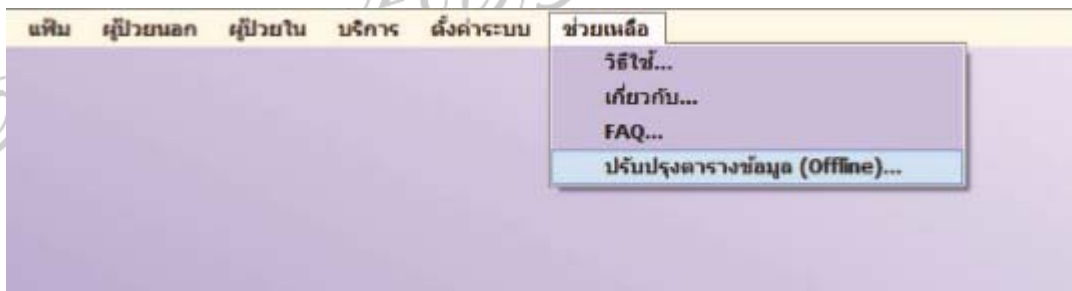 แฟ้ม ผู้ป่วยนอก ผู้ป่วยใน บริการ ตั้งค่าระบบ ช่วยเหลือ
วิธีใช้...
เกี่ยวกับ...
FAQ...
ปรับปรุงตารางข้อมูล (Offline)...